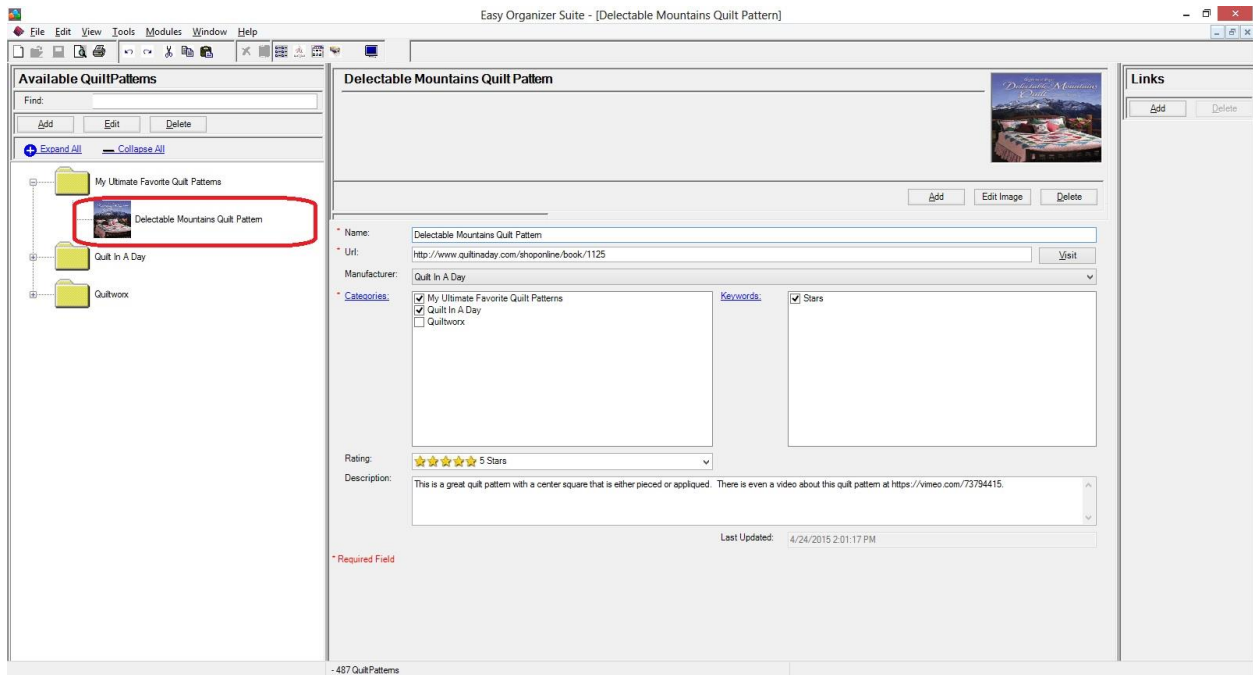 Easy Organizer Suite - [Delectable Mountains Quilt Pattern]
File Edit View Tools Modules Window Help
Available QuiltPatterns
Find:
Add Edit Delete
Expand All Collapse All
My Ultimate Favorite Quilt Patterns
Delectable Mountains Quilt Pattern
Quilt In A Day
Quiltworx
Delectable Mountains Quilt Pattern
Delectable Mountains
Quilt
Add Edit Image Delete
* Name: Delectable Mountains Quilt Pattern
* Url: http://www.quiltinaday.com/shoponline/book/1125 Visit
Manufacturer: Quilt In A Day
* Categories: My Ultimate Favorite Quilt Patterns
Quilt In A Day
Quiltworx
Keywords: Stars
Rating: 5 Stars
Description: This is a great quilt pattern with a center square that is either pieced or appliqued. There is even a video about this quilt pattern at https://vimeo.com/73794415.
Last Updated: 4/24/2015 2:01:17 PM
* Required Field
Links
Add Delete
- 487 QuiltPatterns